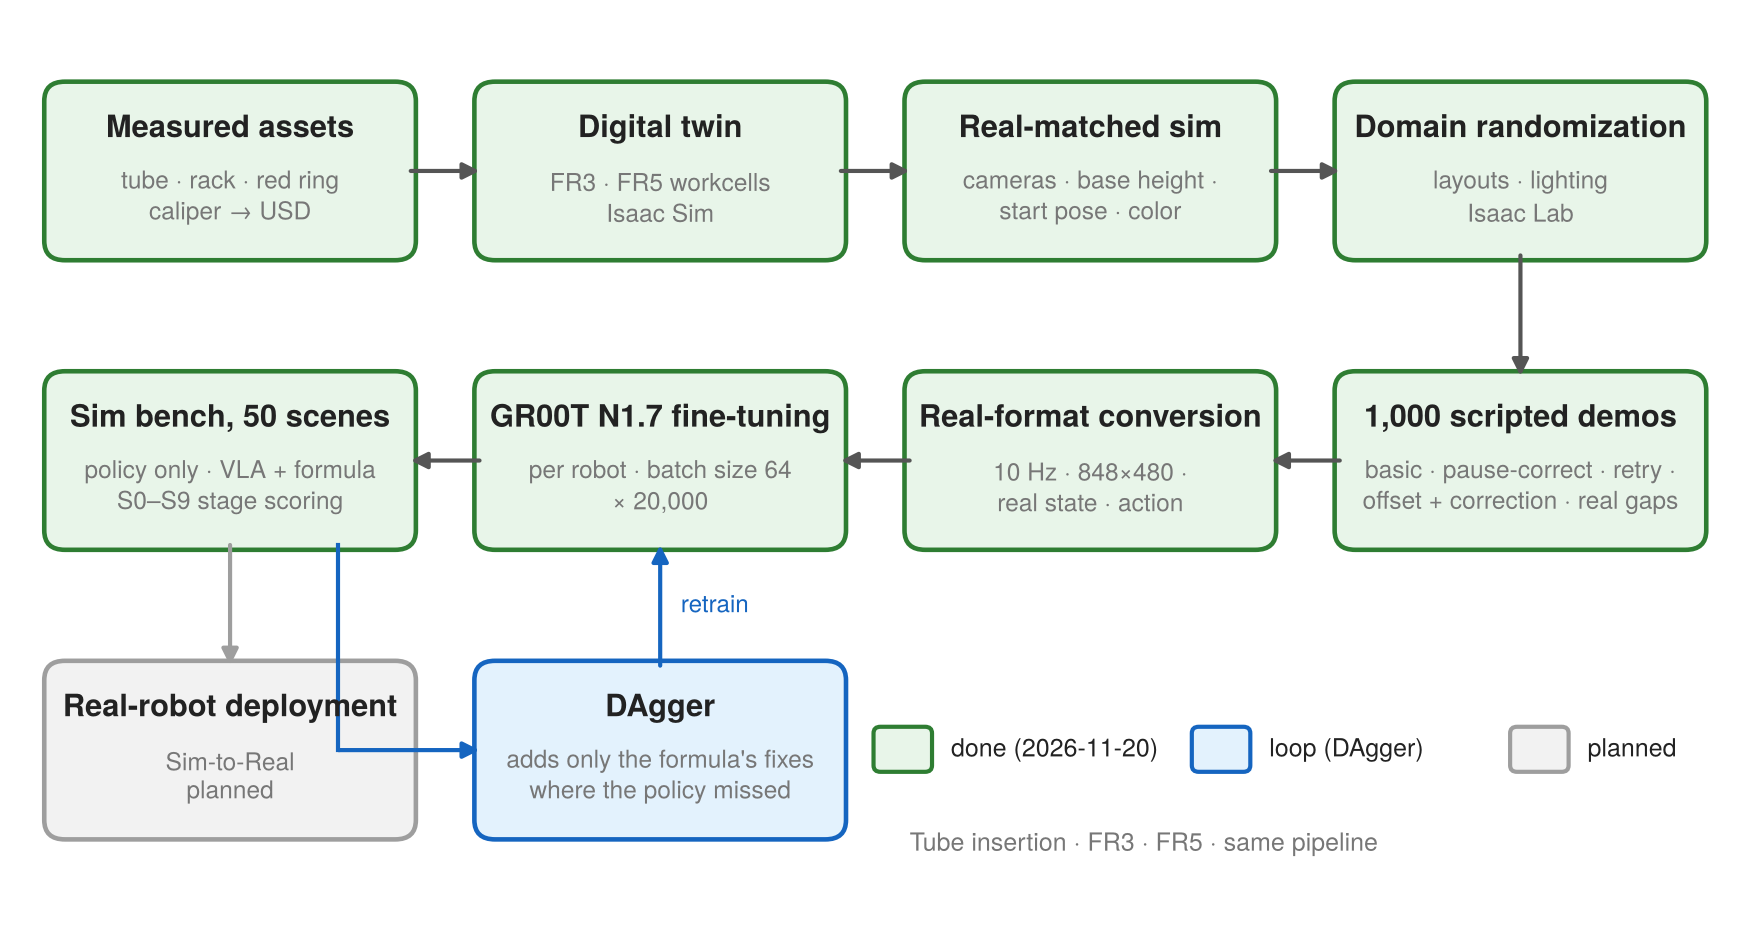 Measured assets
tube · rack · red ring
caliper → USD
Digital twin
FR3 · FR5 workcells
Isaac Sim
Real-matched sim
cameras · base height ·
start pose · color
Domain randomization
layouts · lighting
Isaac Lab
Sim bench, 50 scenes
policy only · VLA + formula
S0–S9 stage scoring
GR00T N1.7 fine-tuning
per robot · batch size 64
× 20,000
Real-format conversion
10 Hz · 848×480 ·
real state · action
1,000 scripted demos
basic · pause-correct · retry ·
offset + correction · real gaps
retrain
Real-robot deployment
Sim-to-Real
planned
DAgger
adds only the formula's fixes
where the policy missed
done (2026-11-20)
loop (DAgger)
planned
Tube insertion · FR3 · FR5 · same pipeline